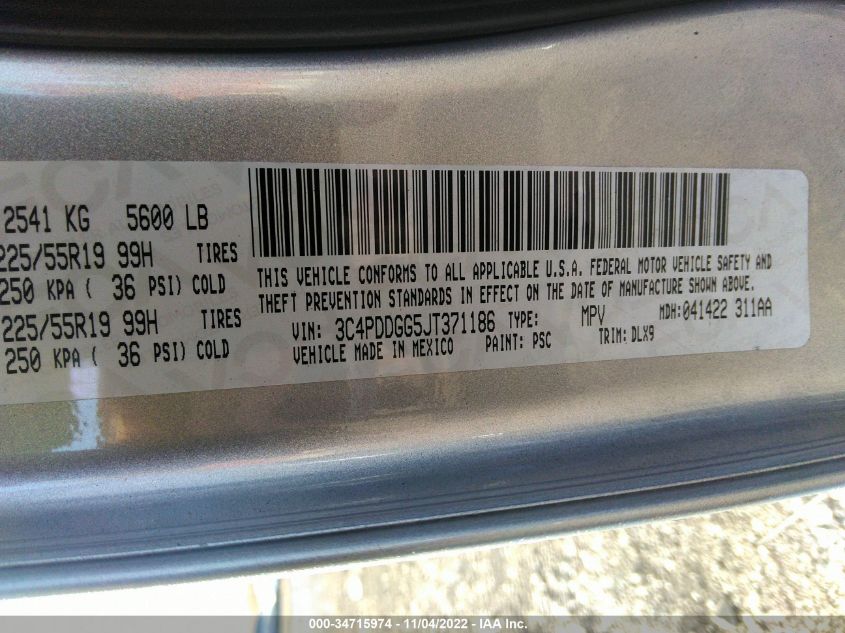 2541 KG 5600 LB
225/55R19 99H TIRES
250 KPA ( 36 PSI) COLD
225/55R19 99H TIRES
250 KPA ( 36 PSI) COLD
THIS VEHICLE CONFORMS TO ALL APPLICABLE U.S.A. FEDERAL MOTOR VEHICLE SAFETY AND
THEFT PREVENTION STANDARDS IN EFFECT ON THE DATE OF MANUFACTURE SHOWN ABOVE.
VIN: 3C4PDDGG5JT371186 TYPE: MPV MDH:041422 311AA
VEHICLE MADE IN MEXICO PAINT: PSC TRIM: DLX9
000-34715974 - 11/04/2022 - IAA Inc.